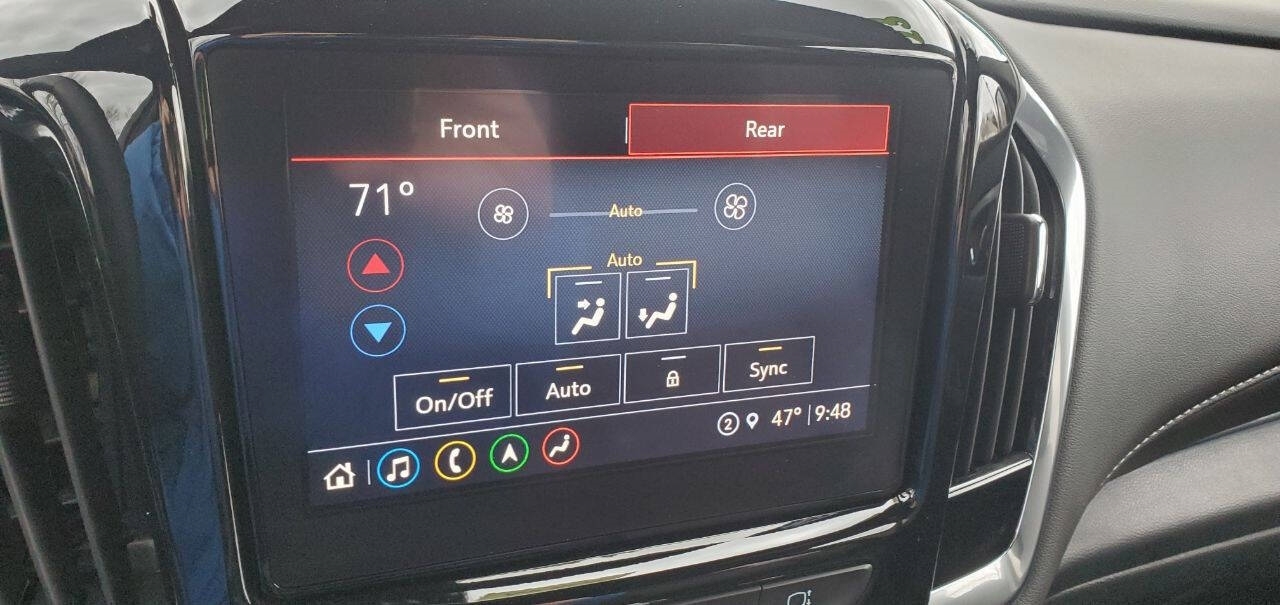 Front Rear
71° Auto
Auto
On/Off Auto Sync
2 47° 9:48